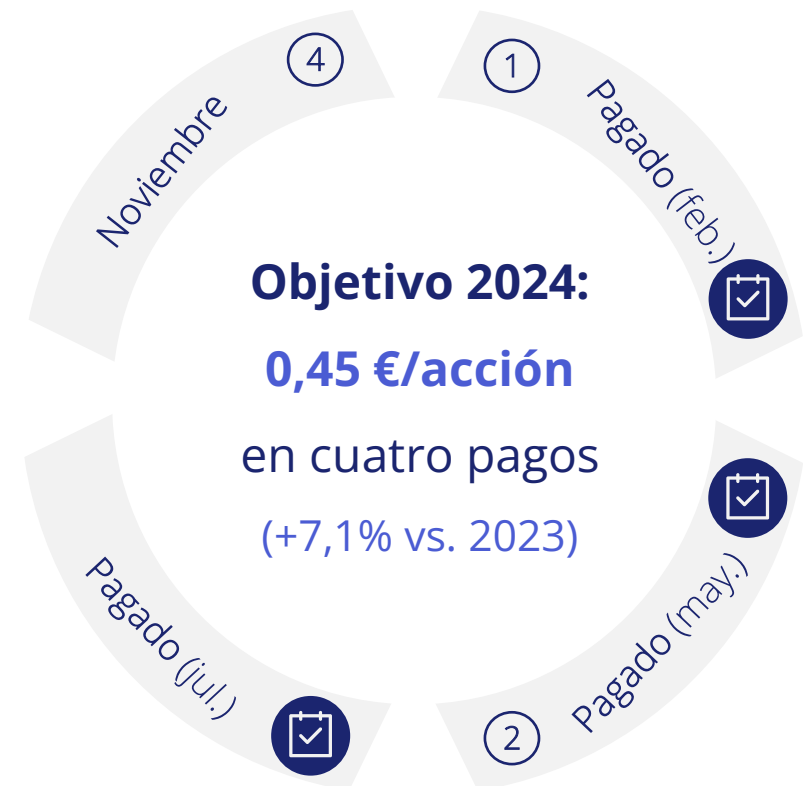 4
1
Noviembre
Pagado (feb.)
Objetivo 2024:
0,45 €/acción
en cuatro pagos
(+7,1% vs. 2023)
Pagado (jul.)
Pagado (may.)
2